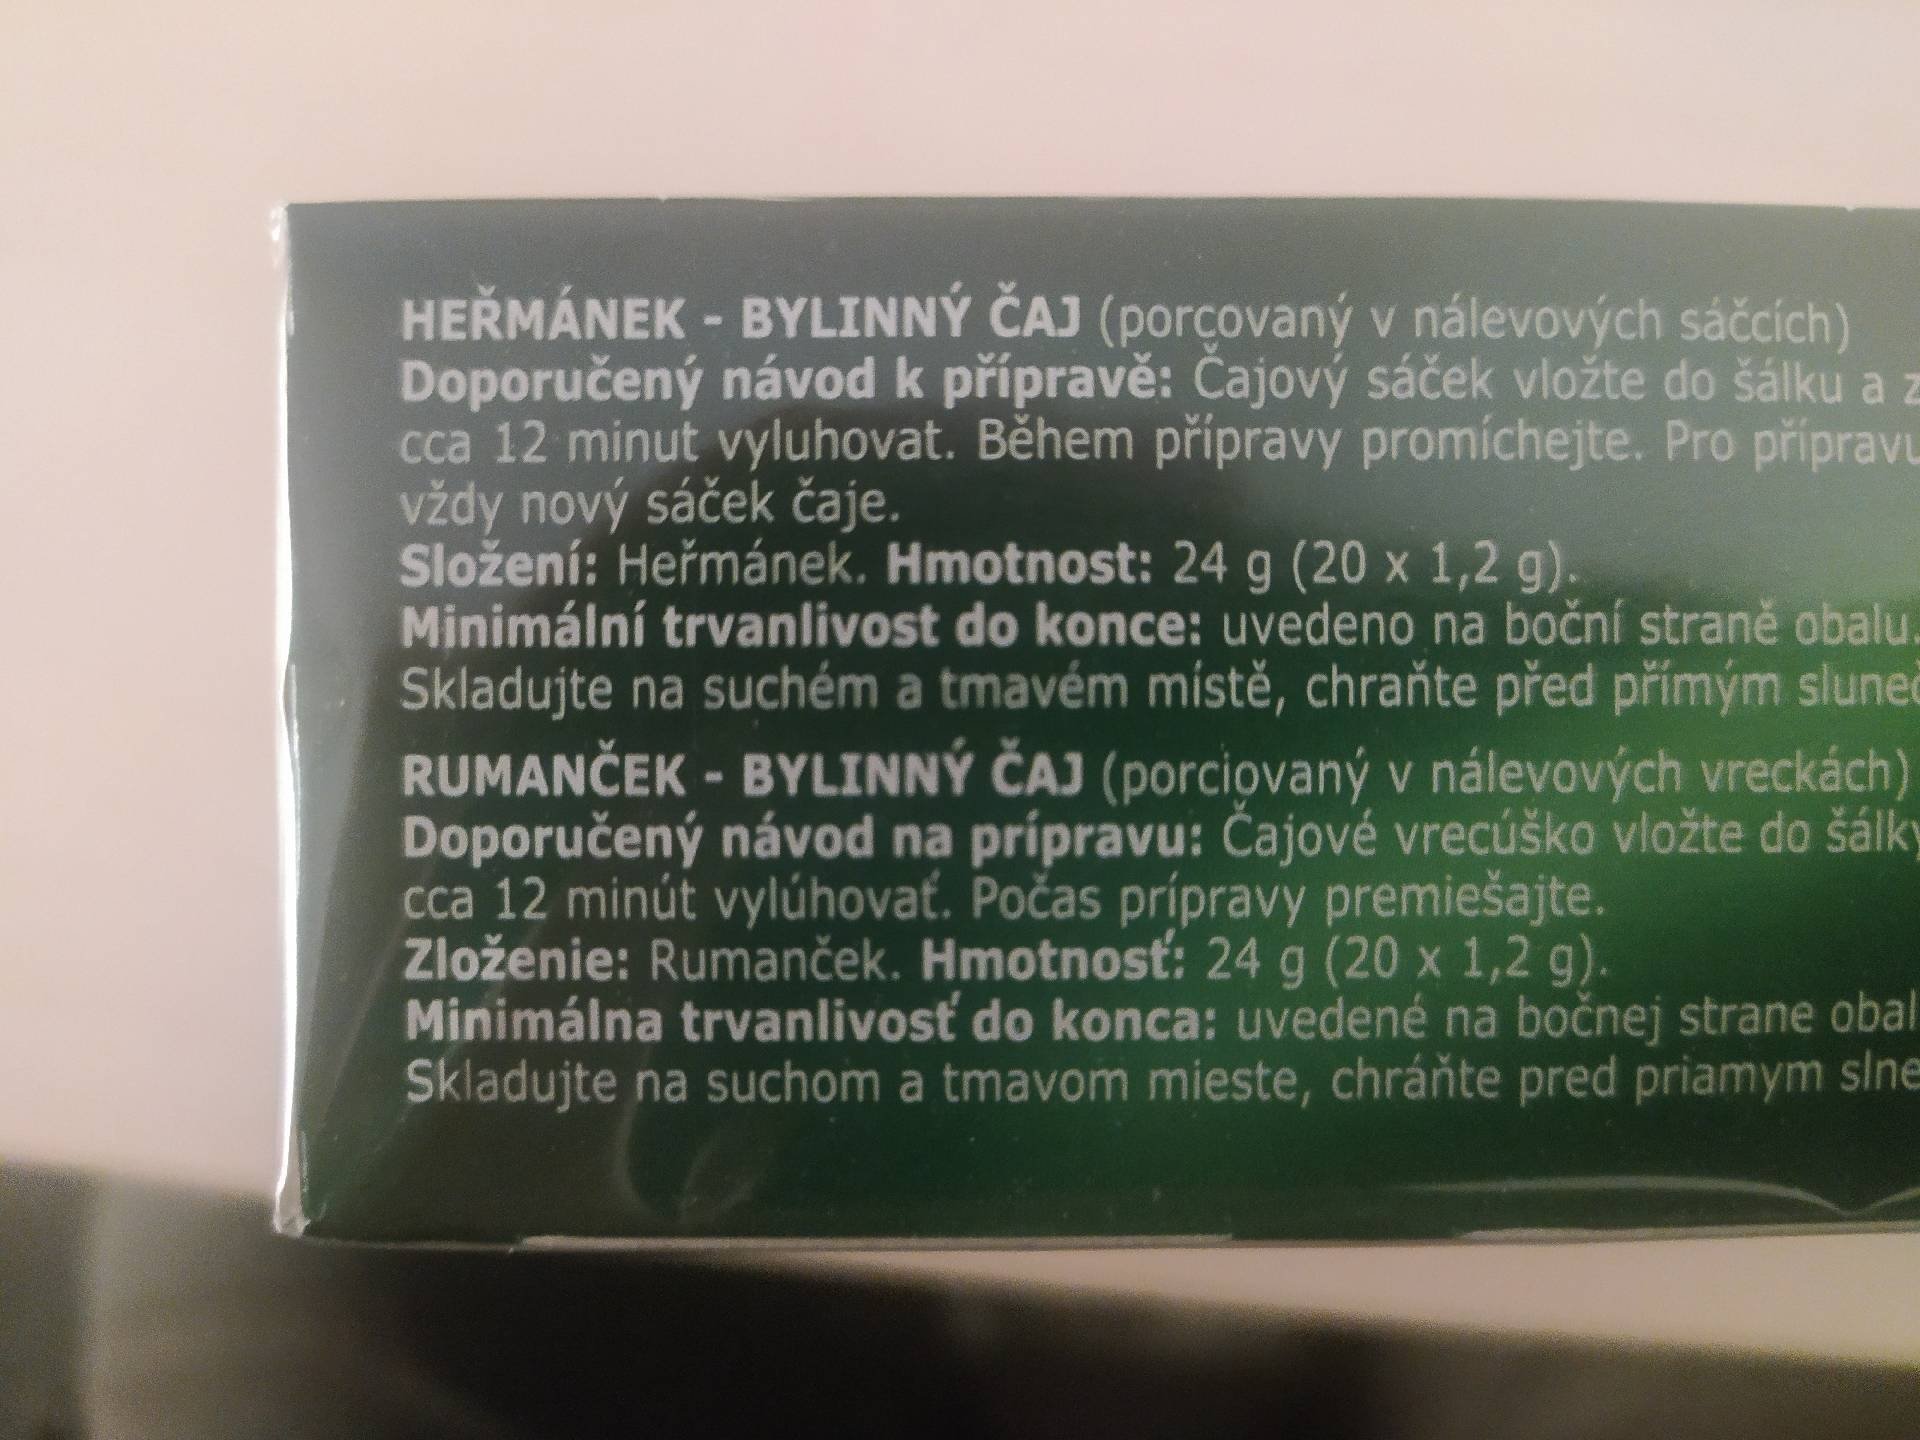 HEŘMÁNEK - BYLINNÝ ČAJ (porcovaný v nálevových sáčcích)
Doporučený návod k přípravě: Čajový sáček vložte do šálku a z
cca 12 minut vyluhovat. Během přípravy promíchejte. Pro přípravu
vždy nový sáček čaje.
Složení: Heřmánek. Hmotnost: 24 g (20 x 1,2 g).
Minimální trvanlivost do konce: uvedeno na boční straně obalu.
Skladujte na suchém a tmavém místě, chraňte před přímým sluneč
RUMANČEK - BYLINNÝ ČAJ (porciovaný v nálevových vreckách)
Doporučený návod na prípravu: Čajové vrecúško vložte do šálky
cca 12 minút vylúhovať. Počas prípravy premiešajte.
Zloženie: Rumanček. Hmotnosť: 24 g (20 x 1,2 g).
Minimálna trvanlivosť do konca: uvedené na bočnej strane obal
Skladujte na suchom a tmavom mieste, chráňte pred priamym slne